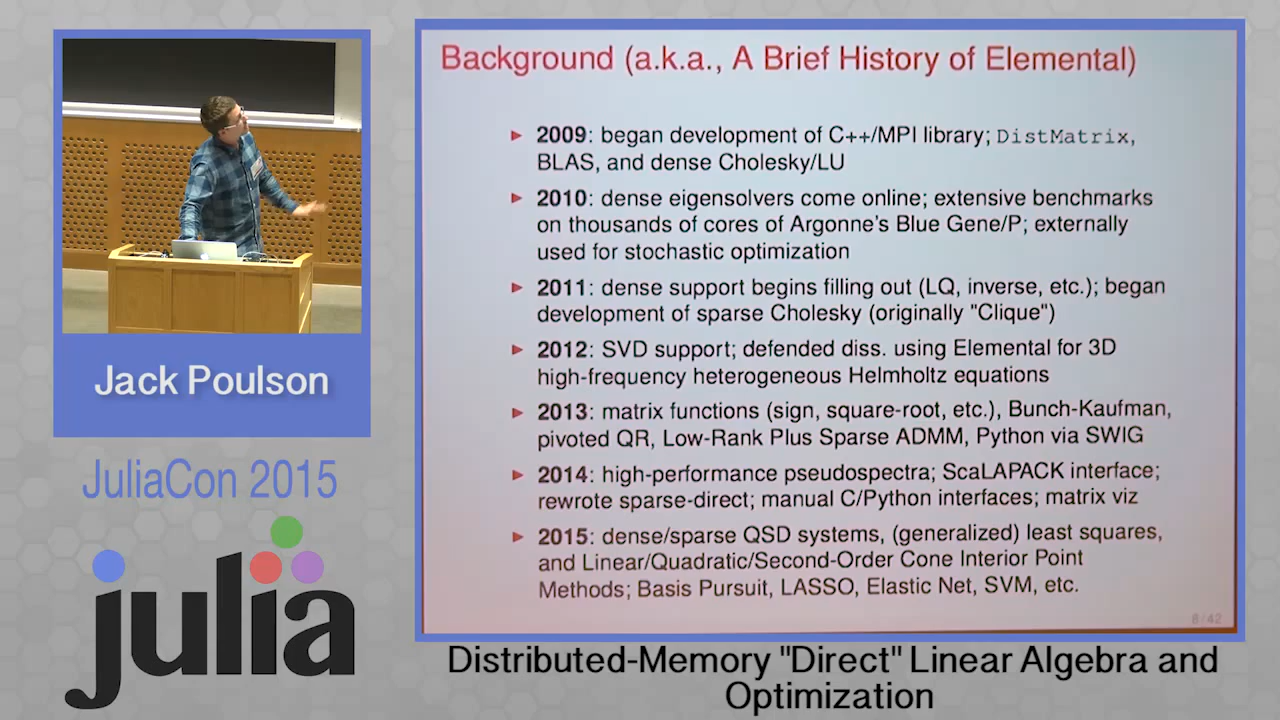 Background (a.k.a., A Brief History of Elemental)
▶ 2009: began development of C++/MPI library; DistMatrix,
BLAS, and dense Cholesky/LU
▶ 2010: dense eigensolvers come online; extensive benchmarks
on thousands of cores of Argonne's Blue Gene/P; externally
used for stochastic optimization
▶ 2011: dense support begins filling out (LQ, inverse, etc.); began
development of sparse Cholesky (originally "Clique")
▶ 2012: SVD support; defended diss. using Elemental for 3D
high-frequency heterogeneous Helmholtz equations
▶ 2013: matrix functions (sign, square-root, etc.), Bunch-Kaufman,
pivoted QR, Low-Rank Plus Sparse ADMM, Python via SWIG
▶ 2014: high-performance pseudospectra; ScaLAPACK interface;
rewrote sparse-direct; manual C/Python interfaces; matrix viz
▶ 2015: dense/sparse QSD systems, (generalized) least squares,
and Linear/Quadratic/Second-Order Cone Interior Point
Methods; Basis Pursuit, LASSO, Elastic Net, SVM, etc.
8/42
Jack Poulson
JuliaCon 2015
julia
Distributed-Memory "Direct" Linear Algebra and
Optimization